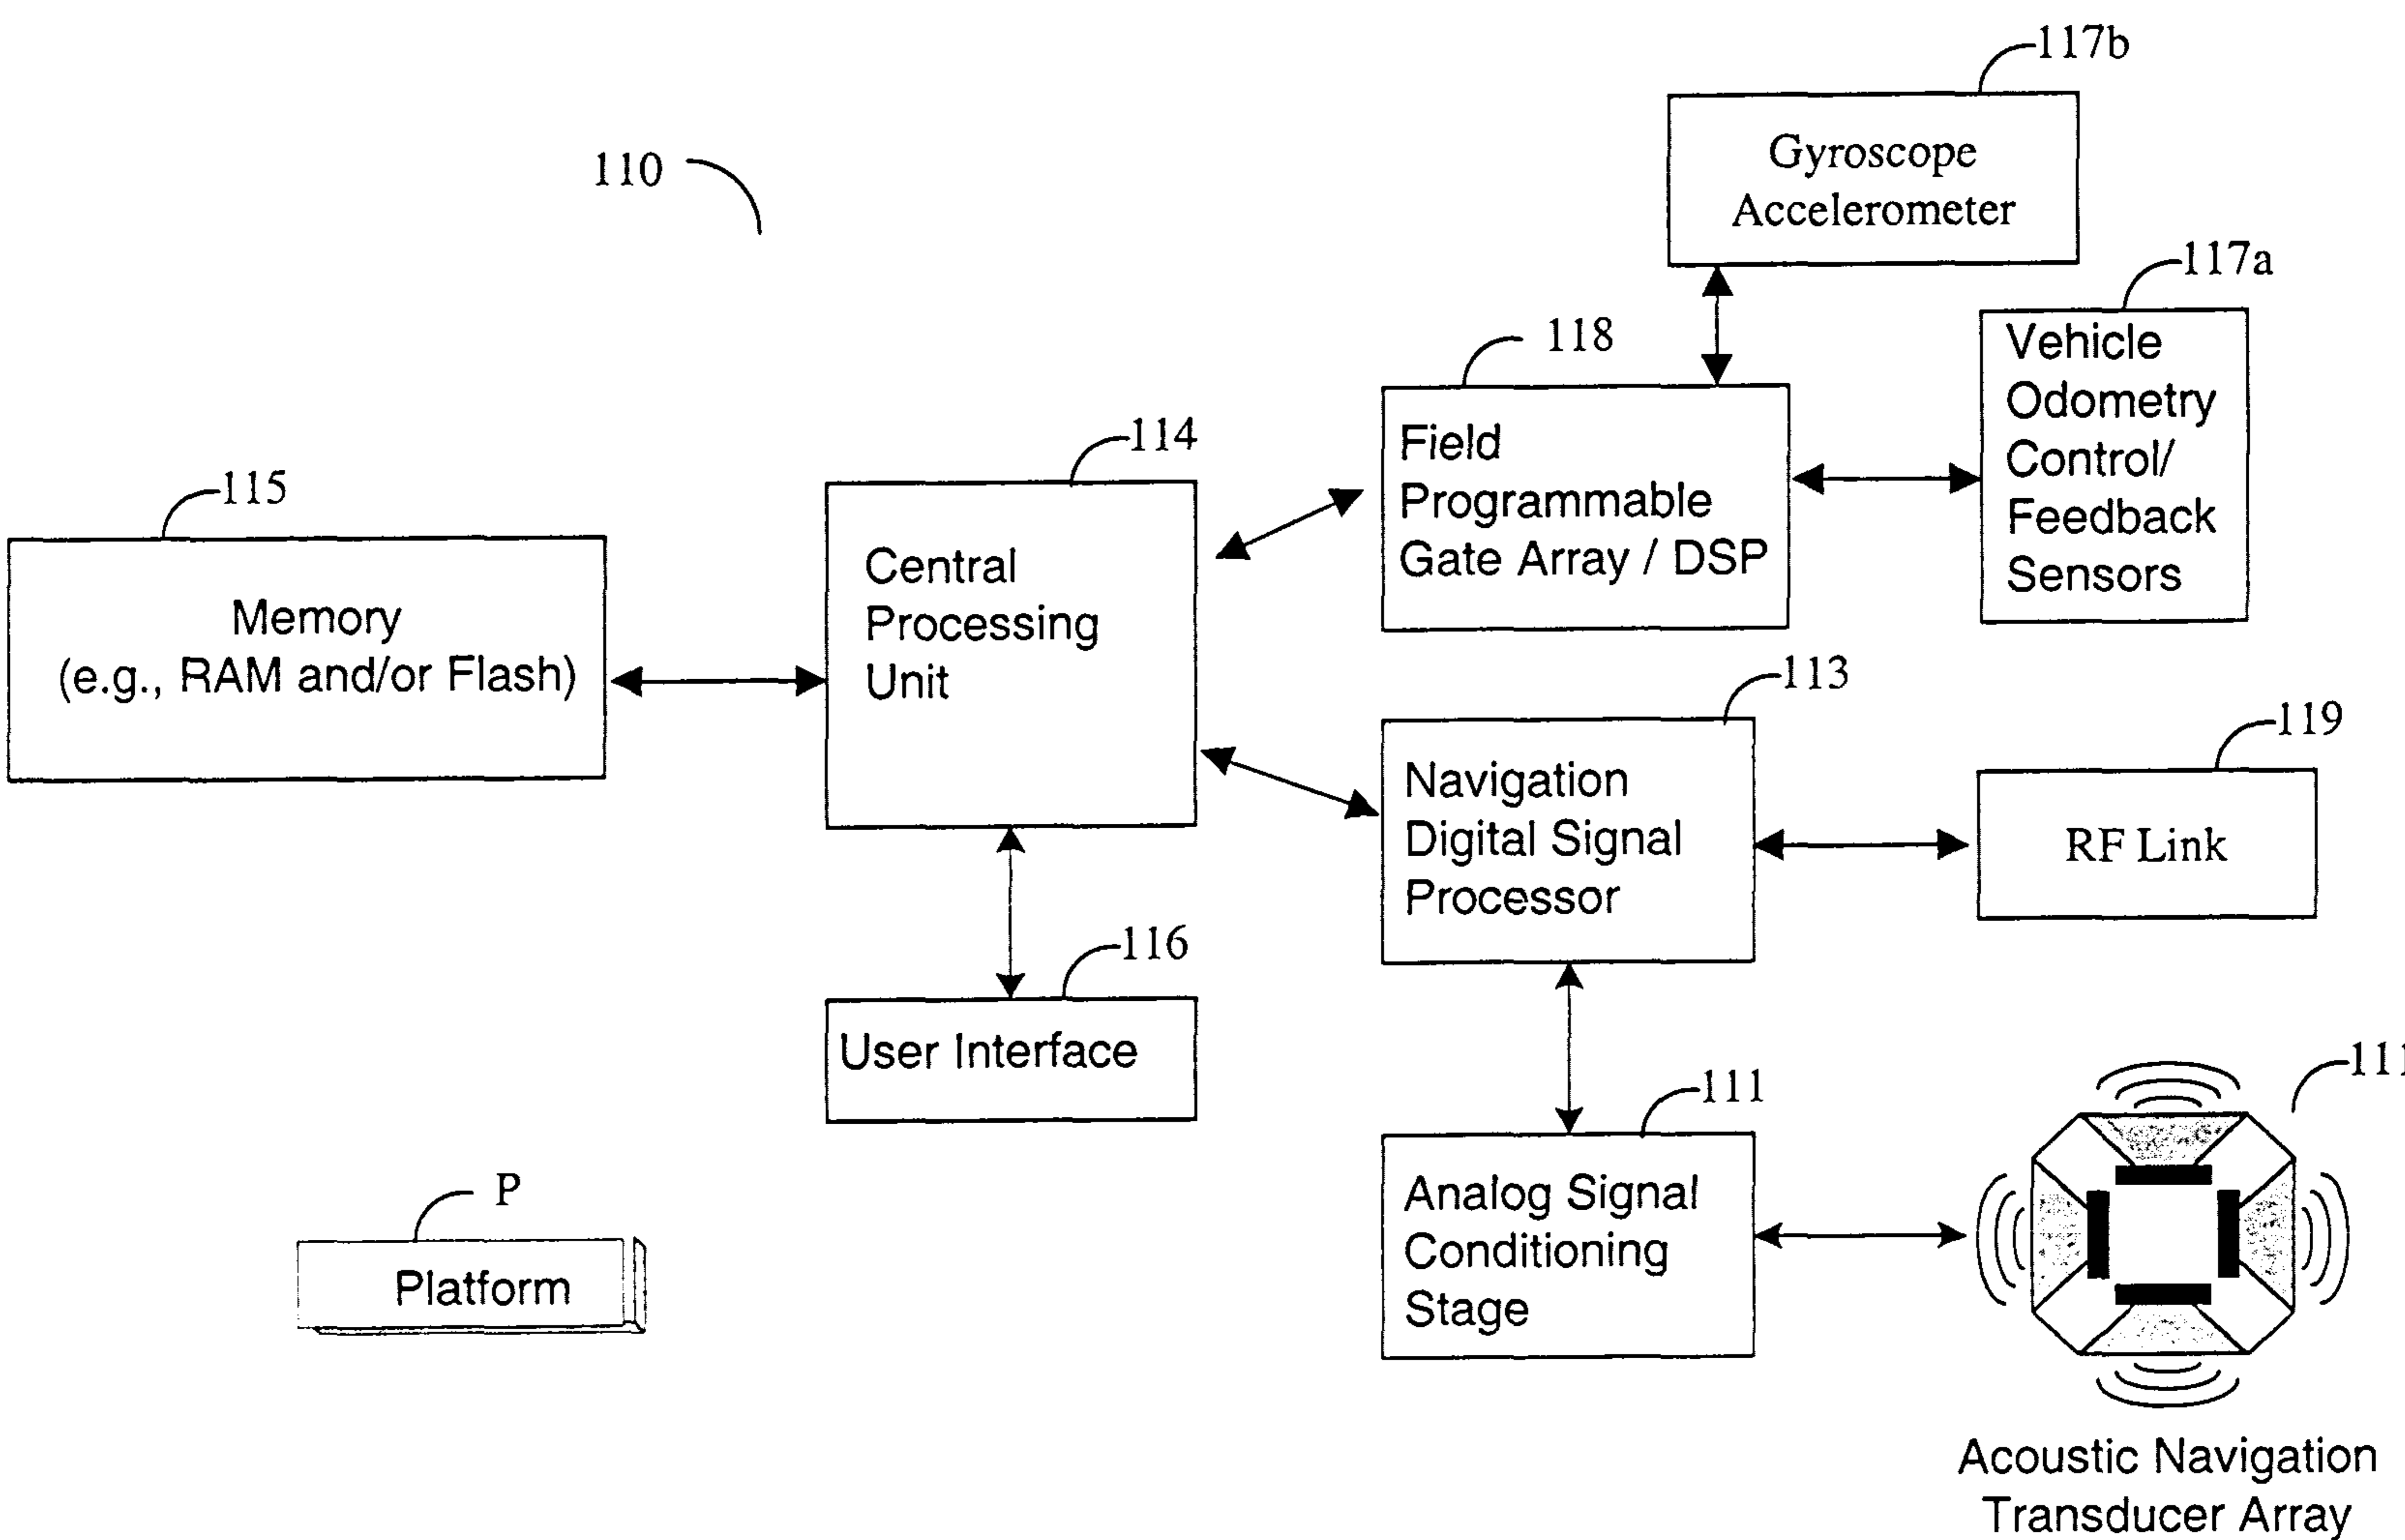 117b
Gyroscope
Accelerometer
110
117a
Vehicle
Odometry
Control/
Feedback
Sensors
118
Field
Programmable
Gate Array / DSP
114
Central
Processing
Unit
115
Memory
(e.g., RAM and/or Flash)
113
Navigation
Digital Signal
Processor
119
RF Link
116
User Interface
111
Analog Signal
Conditioning
Stage
111
Acoustic Navigation
Transducer Array
P
Platform